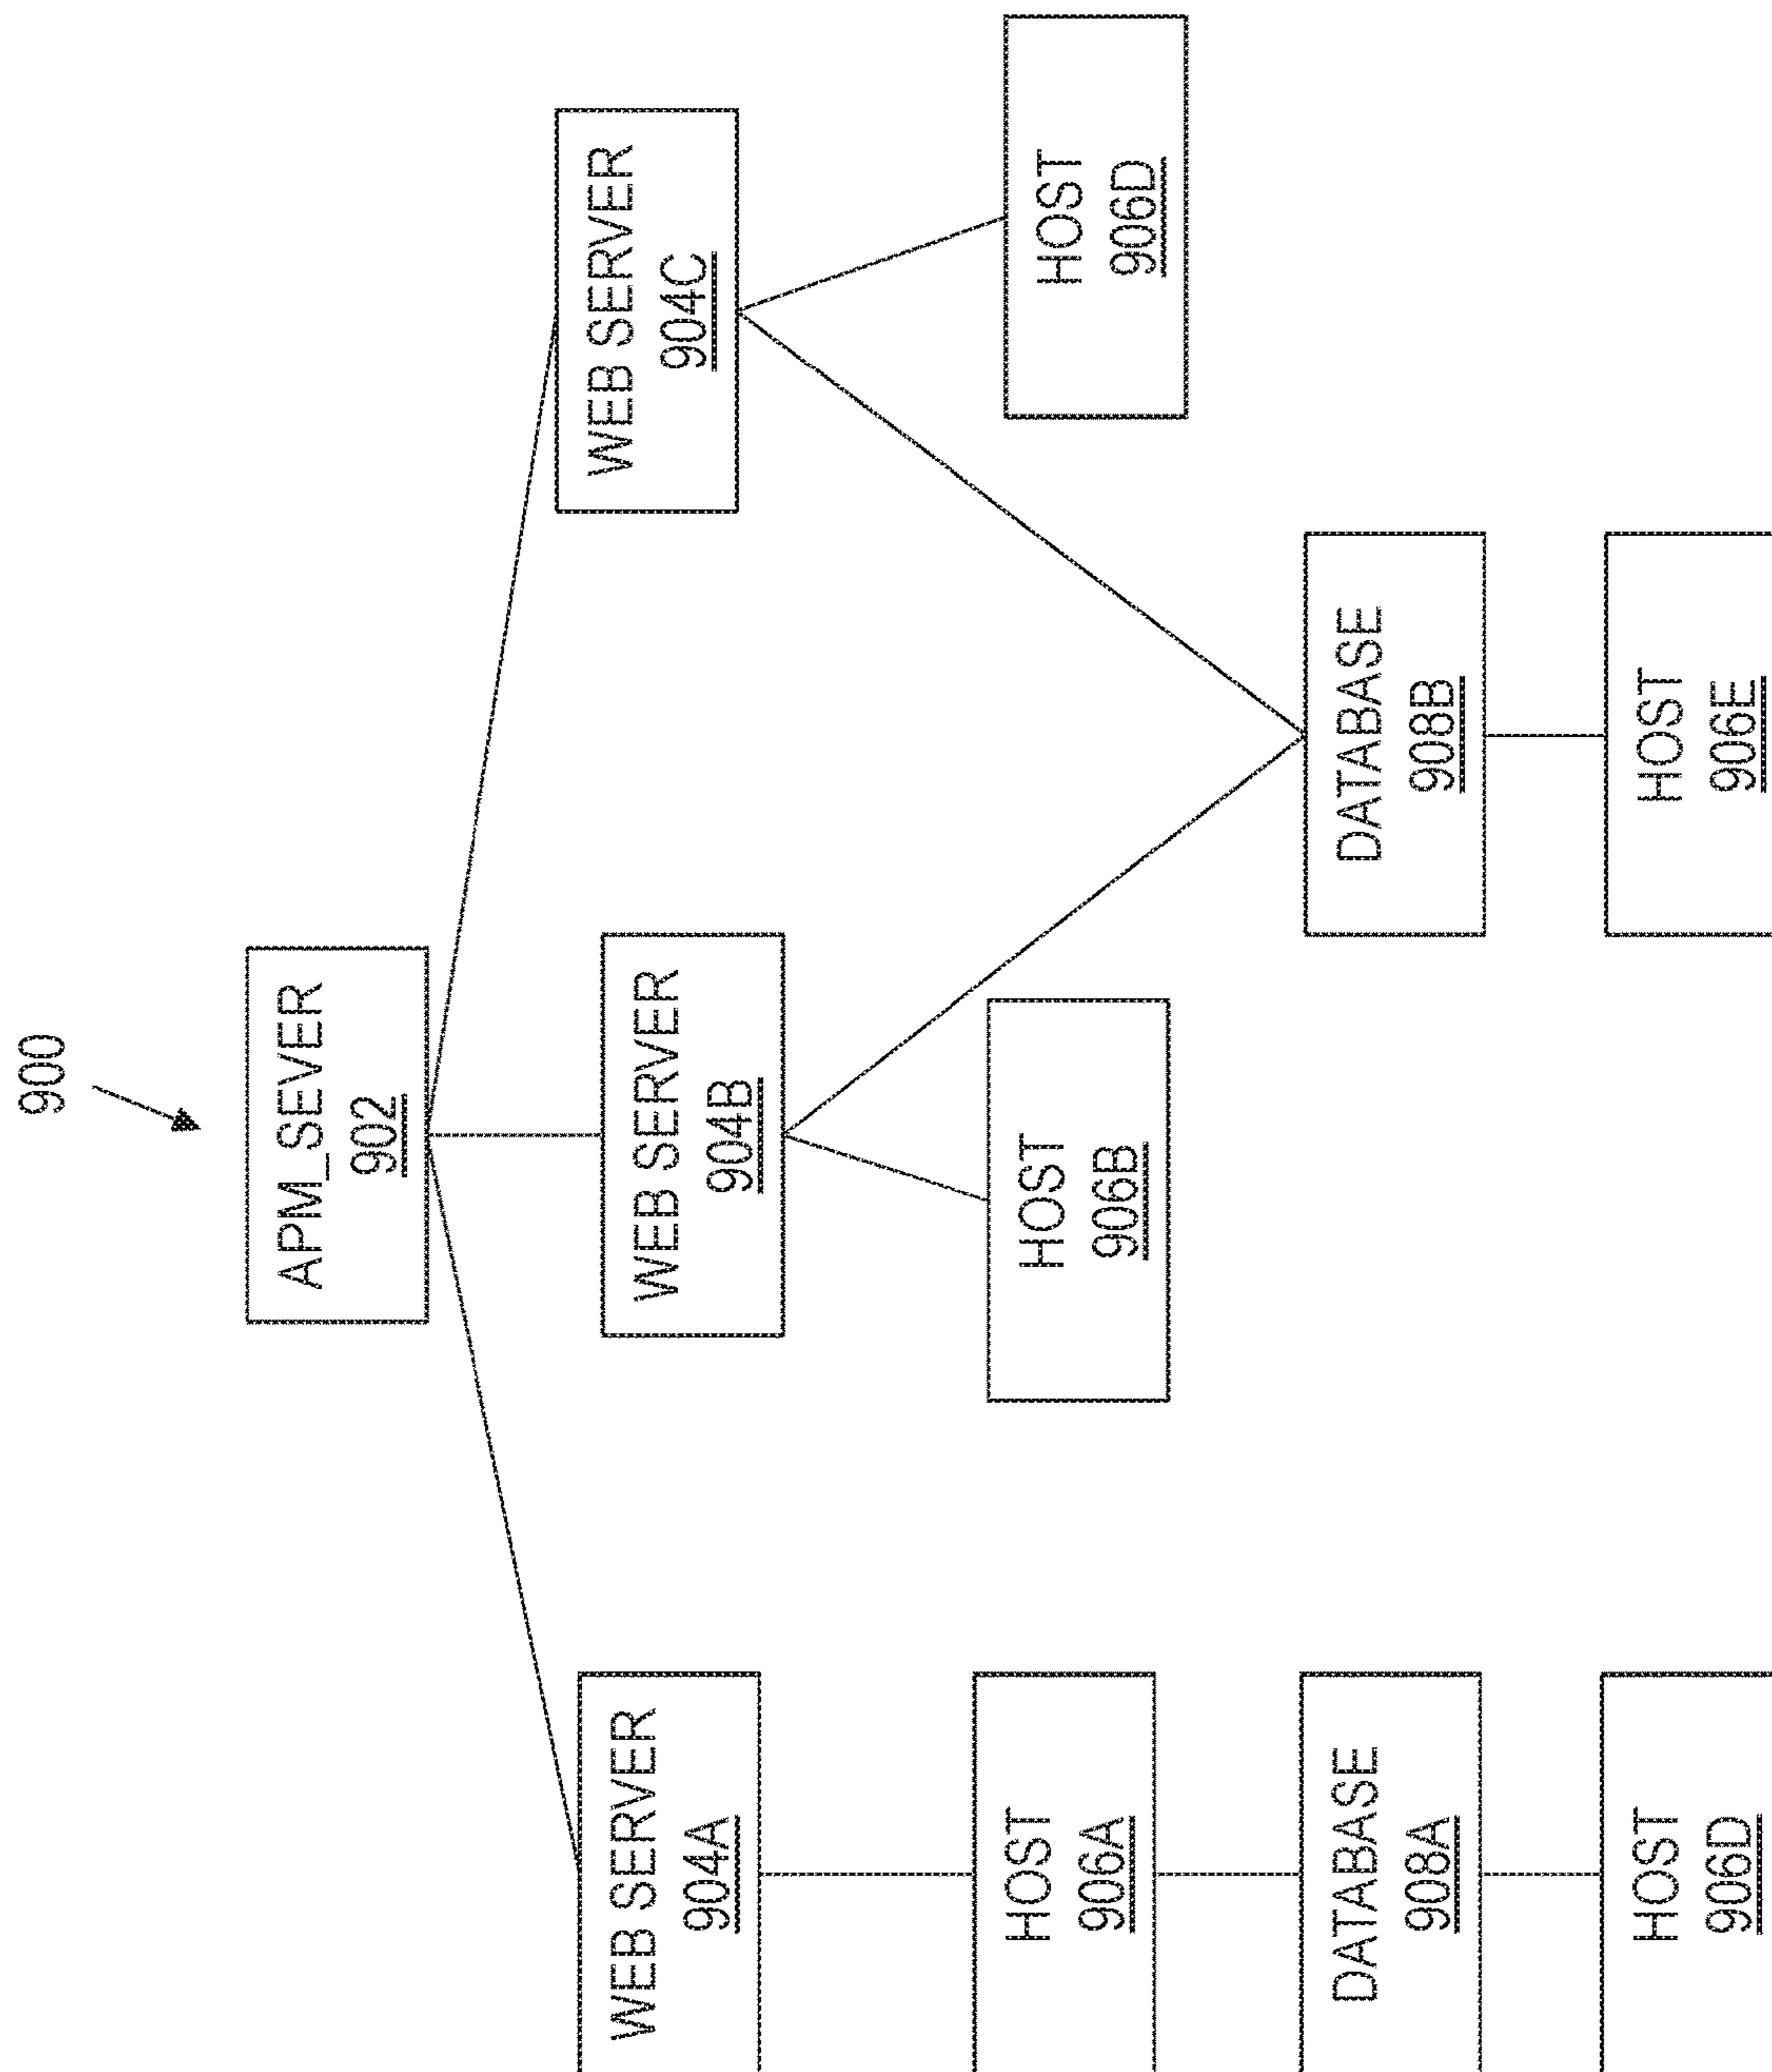 900
APM_SEVER
902
WEB SERVER
904A
WEB SERVER
904B
WEB SERVER
904C
HOST
906A
HOST
906B
HOST
906D
DATABASE
908A
DATABASE
908B
HOST
906D
HOST
906E